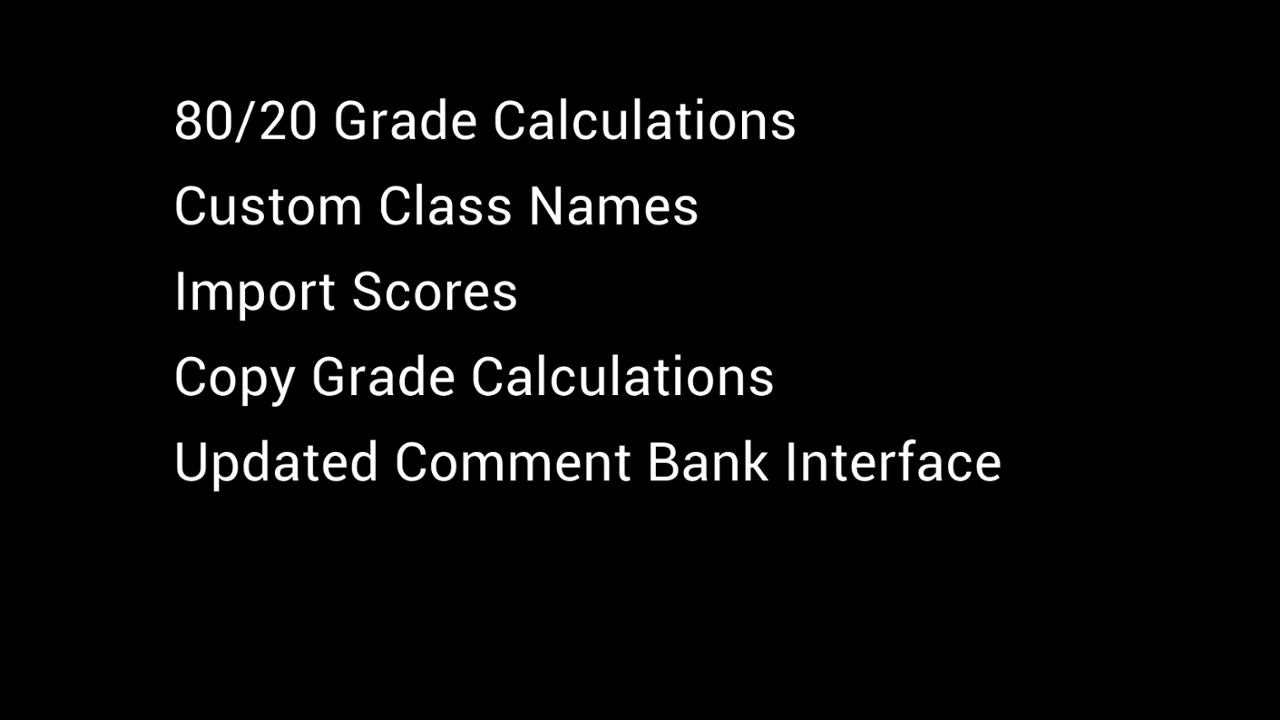 80/20 Grade Calculations
Custom Class Names
Import Scores
Copy Grade Calculations
Updated Comment Bank Interface